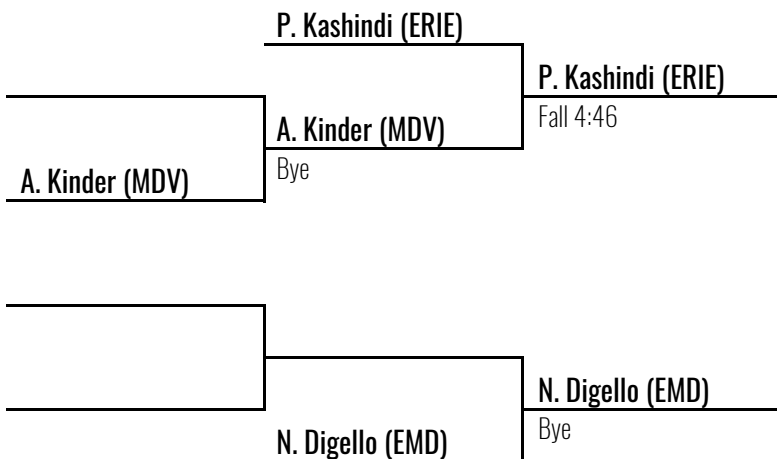 P. Kashindi (ERIE)
P. Kashindi (ERIE)
Fall 4:46
A. Kinder (MDV)
Bye
A. Kinder (MDV)
N. Digello (EMD)
Bye
N. Digello (EMD)